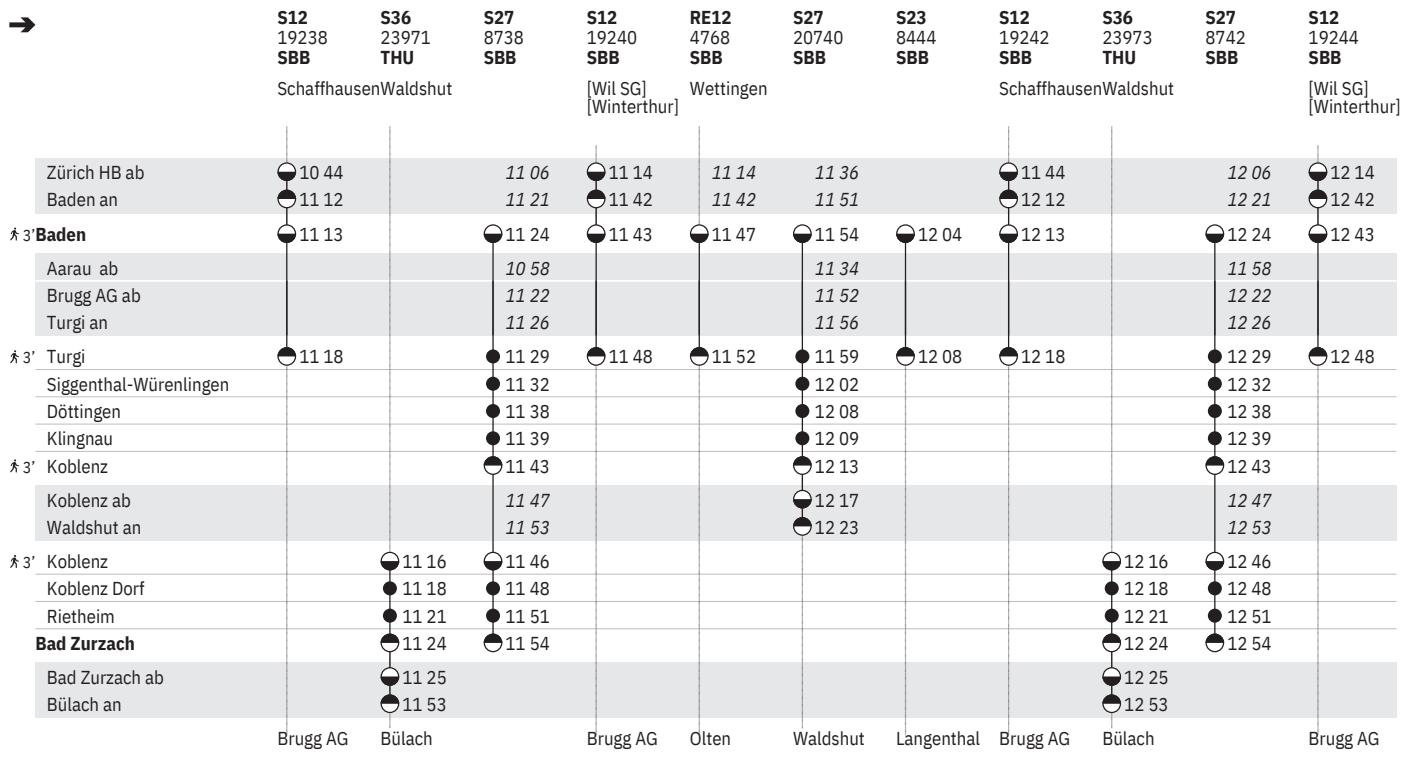 ➔ S12 S36 S27 S12 RE12 S27 S23 S12 S36 S27 S12
19238 23971 8738 19240 4768 20740 8444 19242 23973 8742 19244
SBB THU SBB SBB SBB SBB SBB SBB THU SBB SBB
Schaffhausen Waldshut [Wil SG] Wettingen Schaffhausen Waldshut [Wil SG]
[Winterthur] [Winterthur]
Zürich HB ab 10 44 11 06 11 14 11 14 11 36 11 44 12 06 12 14
Baden an 11 12 11 21 11 42 11 42 11 51 12 12 12 21 12 42
3’ Baden 11 13 11 24 11 43 11 47 11 54 12 04 12 13 12 24 12 43
Aarau ab 10 58 11 34 11 58
Brugg AG ab 11 22 11 52 12 22
Turgi an 11 26 11 56 12 26
3’ Turgi 11 18 11 29 11 48 11 52 11 59 12 08 12 18 12 29 12 48
Siggenthal-Würenlingen 11 32 12 02 12 32
Döttingen 11 38 12 08 12 38
Klingnau 11 39 12 09 12 39
3’ Koblenz 11 43 12 13 12 43
Koblenz ab 11 47 12 17 12 47
Waldshut an 11 53 12 23 12 53
3’ Koblenz 11 16 11 46 12 16 12 46
Koblenz Dorf 11 18 11 48 12 18 12 48
Rietheim 11 21 11 51 12 21 12 51
Bad Zurzach 11 24 11 54 12 24 12 54
Bad Zurzach ab 11 25 12 25
Bülach an 11 53 12 53
Brugg AG Bülach Brugg AG Olten Waldshut Langenthal Brugg AG Bülach Brugg AG